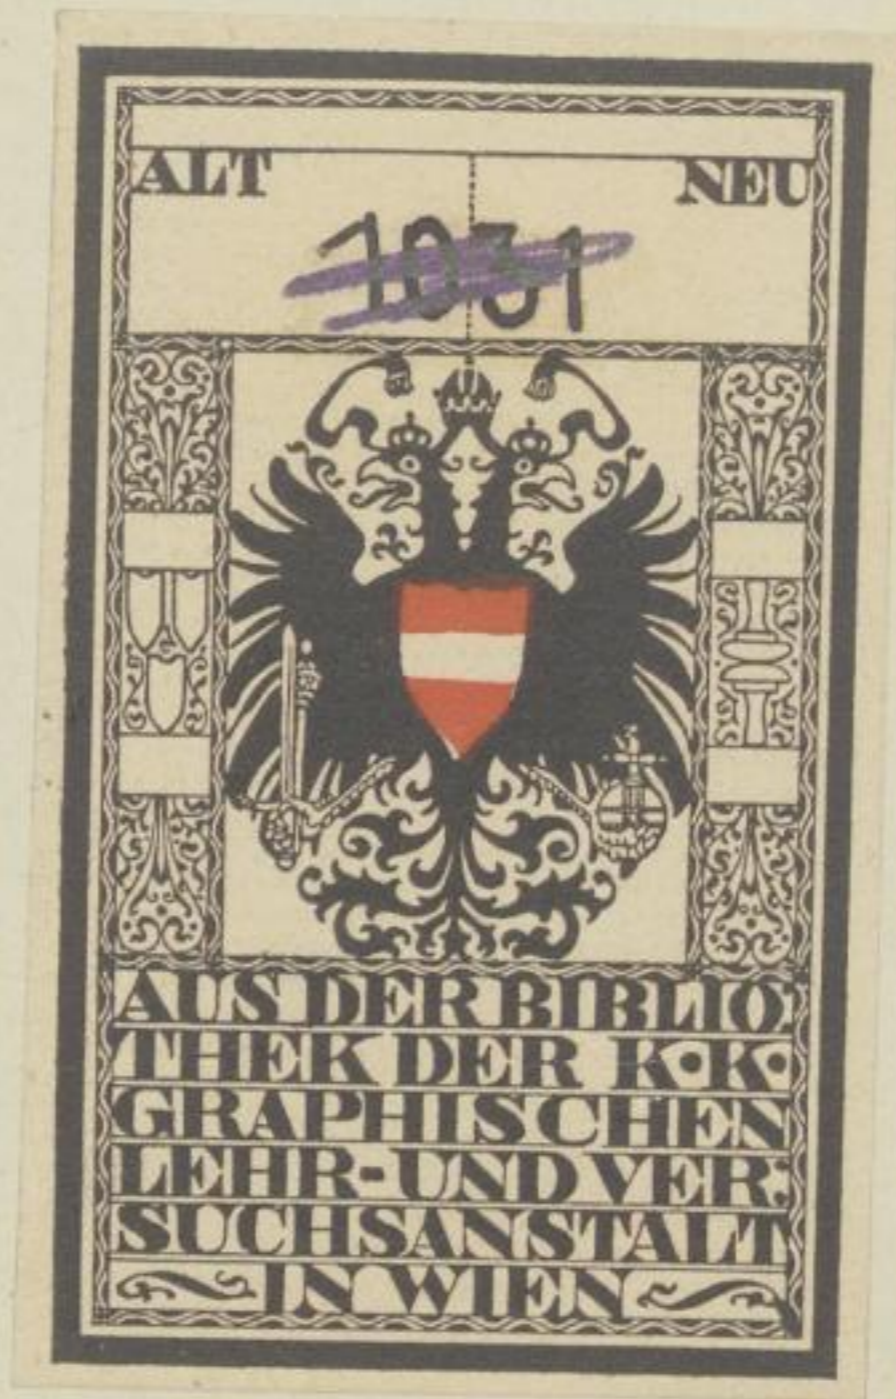 ALT NEU
1031
AUS DER BIBLIO
THEK DER K·K·
GRAPHISCHEN
LEHR-UND VER:
SUCHSANSTALT
IN WIEN